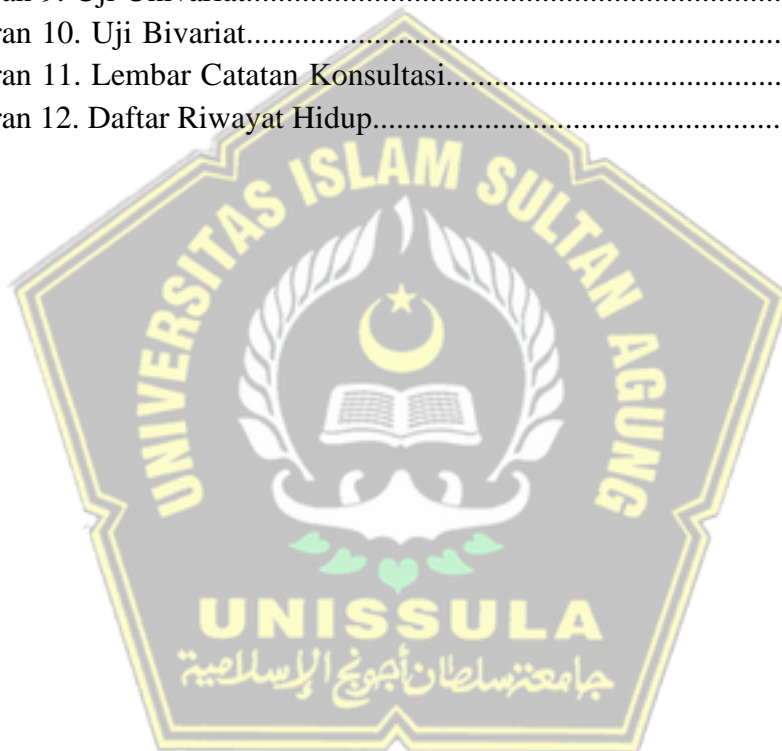 ran 10. Uji Bivariat
ran 11. Lembar Catatan Konsultasi
ran 12. Daftar Riwayat Hidup
UNIVERSITAS ISLAM SULTAN AGUNG
UNISSULA
جامعة سلطان أجونج الإسلامية